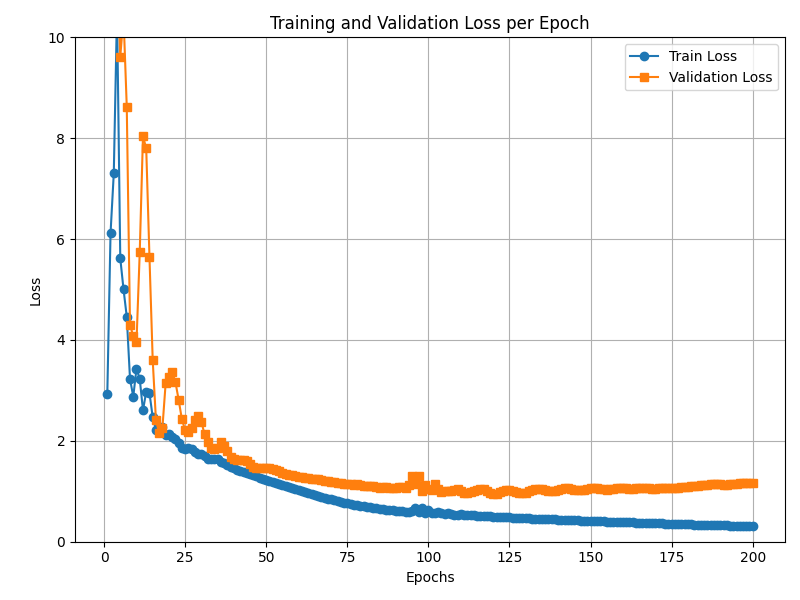 Training and Validation Loss per Epoch
Train Loss
Validation Loss
10
8
6
4
2
0
Loss
0 25 50 75 100 125 150 175 200
Epochs